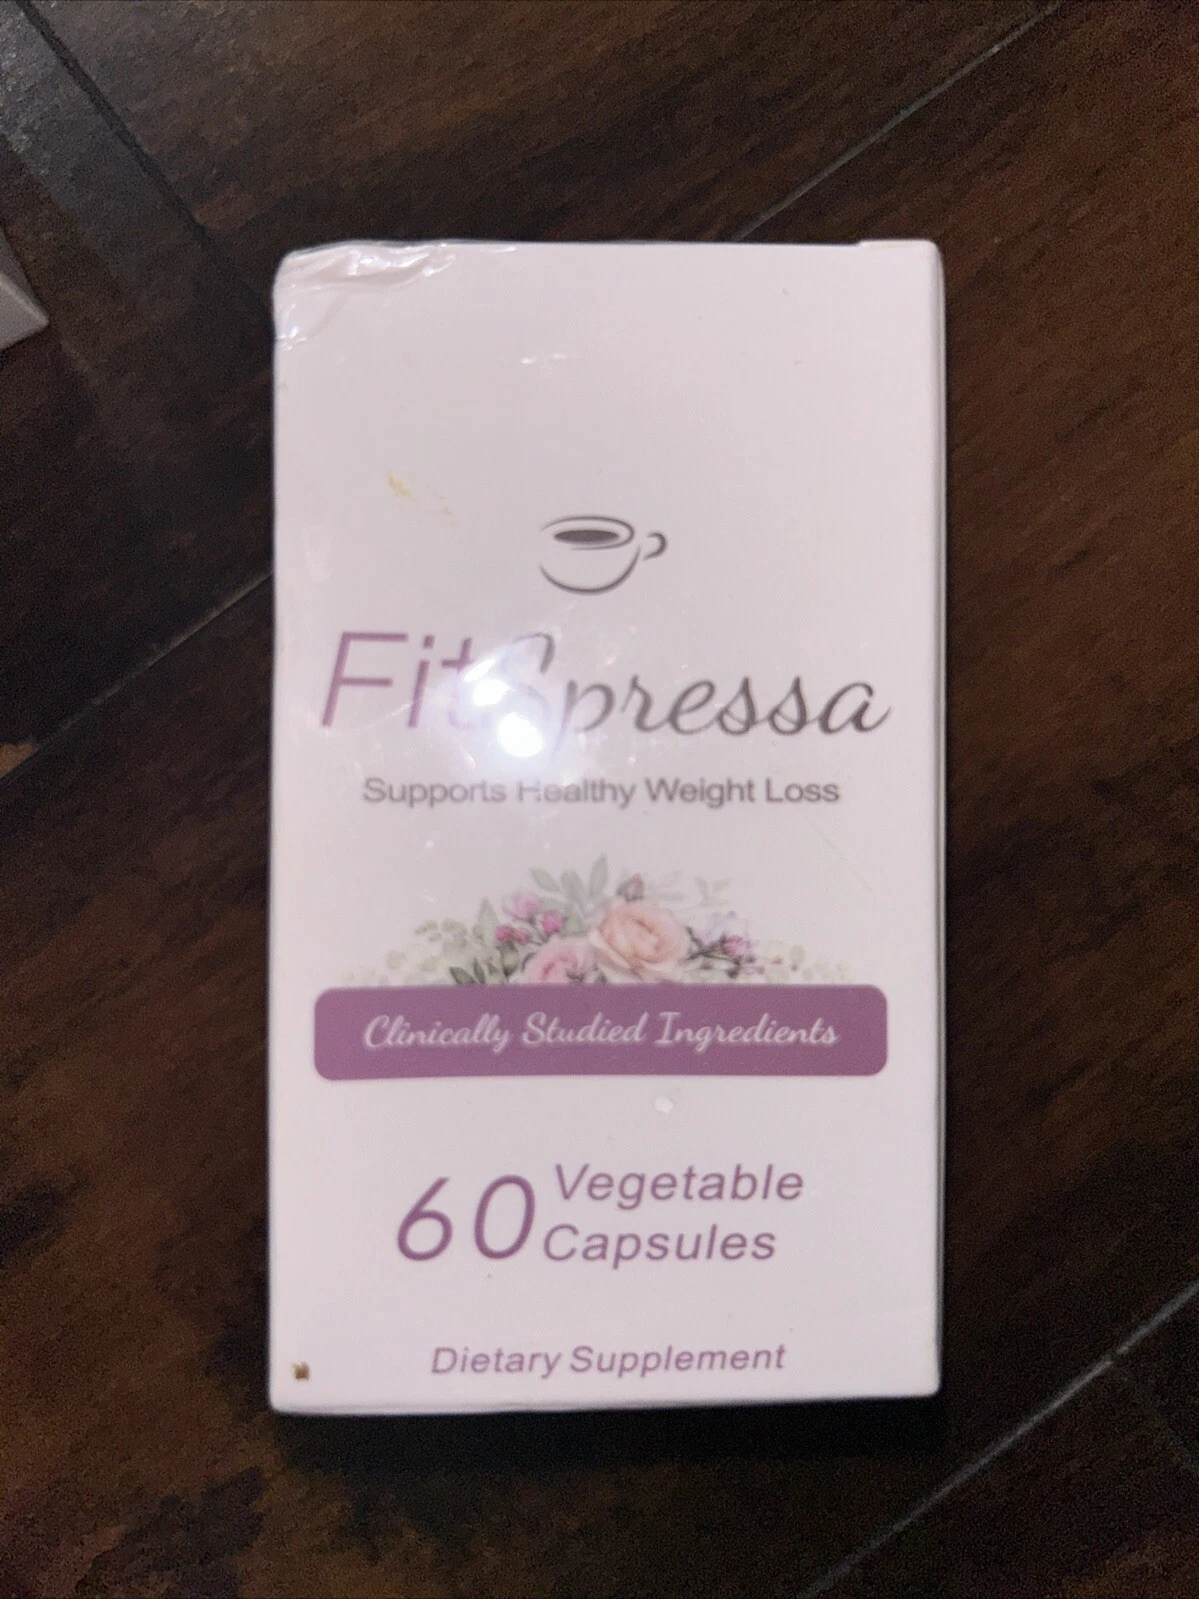 FitSpressa
Supports Healthy Weight Loss
Clinically Studied Ingredients
60 Vegetable
Capsules
Dietary Supplement